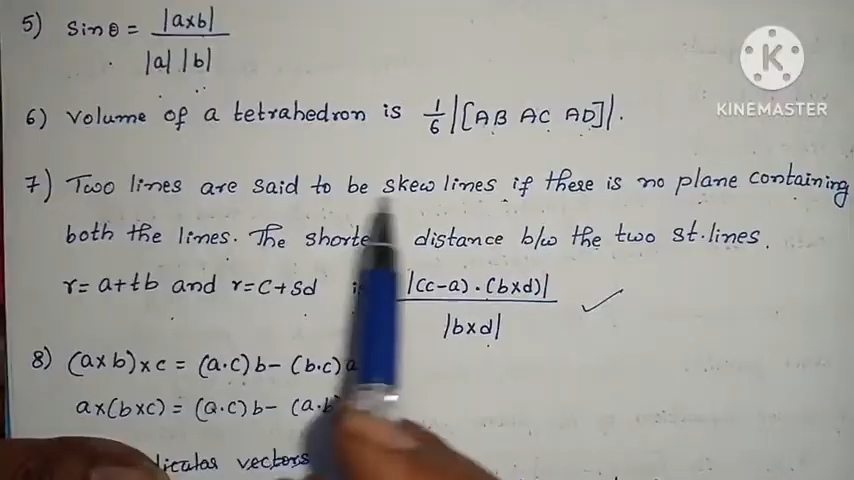 5) Sin θ = |a×b| / |a| |b|
KINEMASTER
6) Volume of a tetrahedron is 1/6 |[AB AC AD]|.
7) Two lines are said to be skew lines if there is no plane containing
both the lines. The distance b/w the two st.lines.
r = a+tb and r = c+sd |(c-a)·(b×d)| / |b×d| ✓
8) (a×b)×c = (a·c)b - (b·c)a
a×(b×c) = (a·c)b - (a·b)
vectors